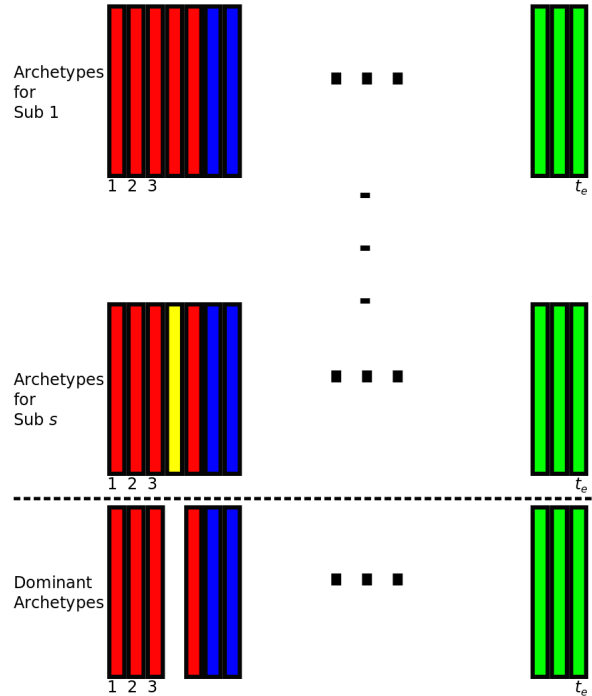 Archetypes
for
Sub 1
1 2 3
t_e
Archetypes
for
Sub s
1 2 3
t_e
Dominant
Archetypes
1 2 3
t_e